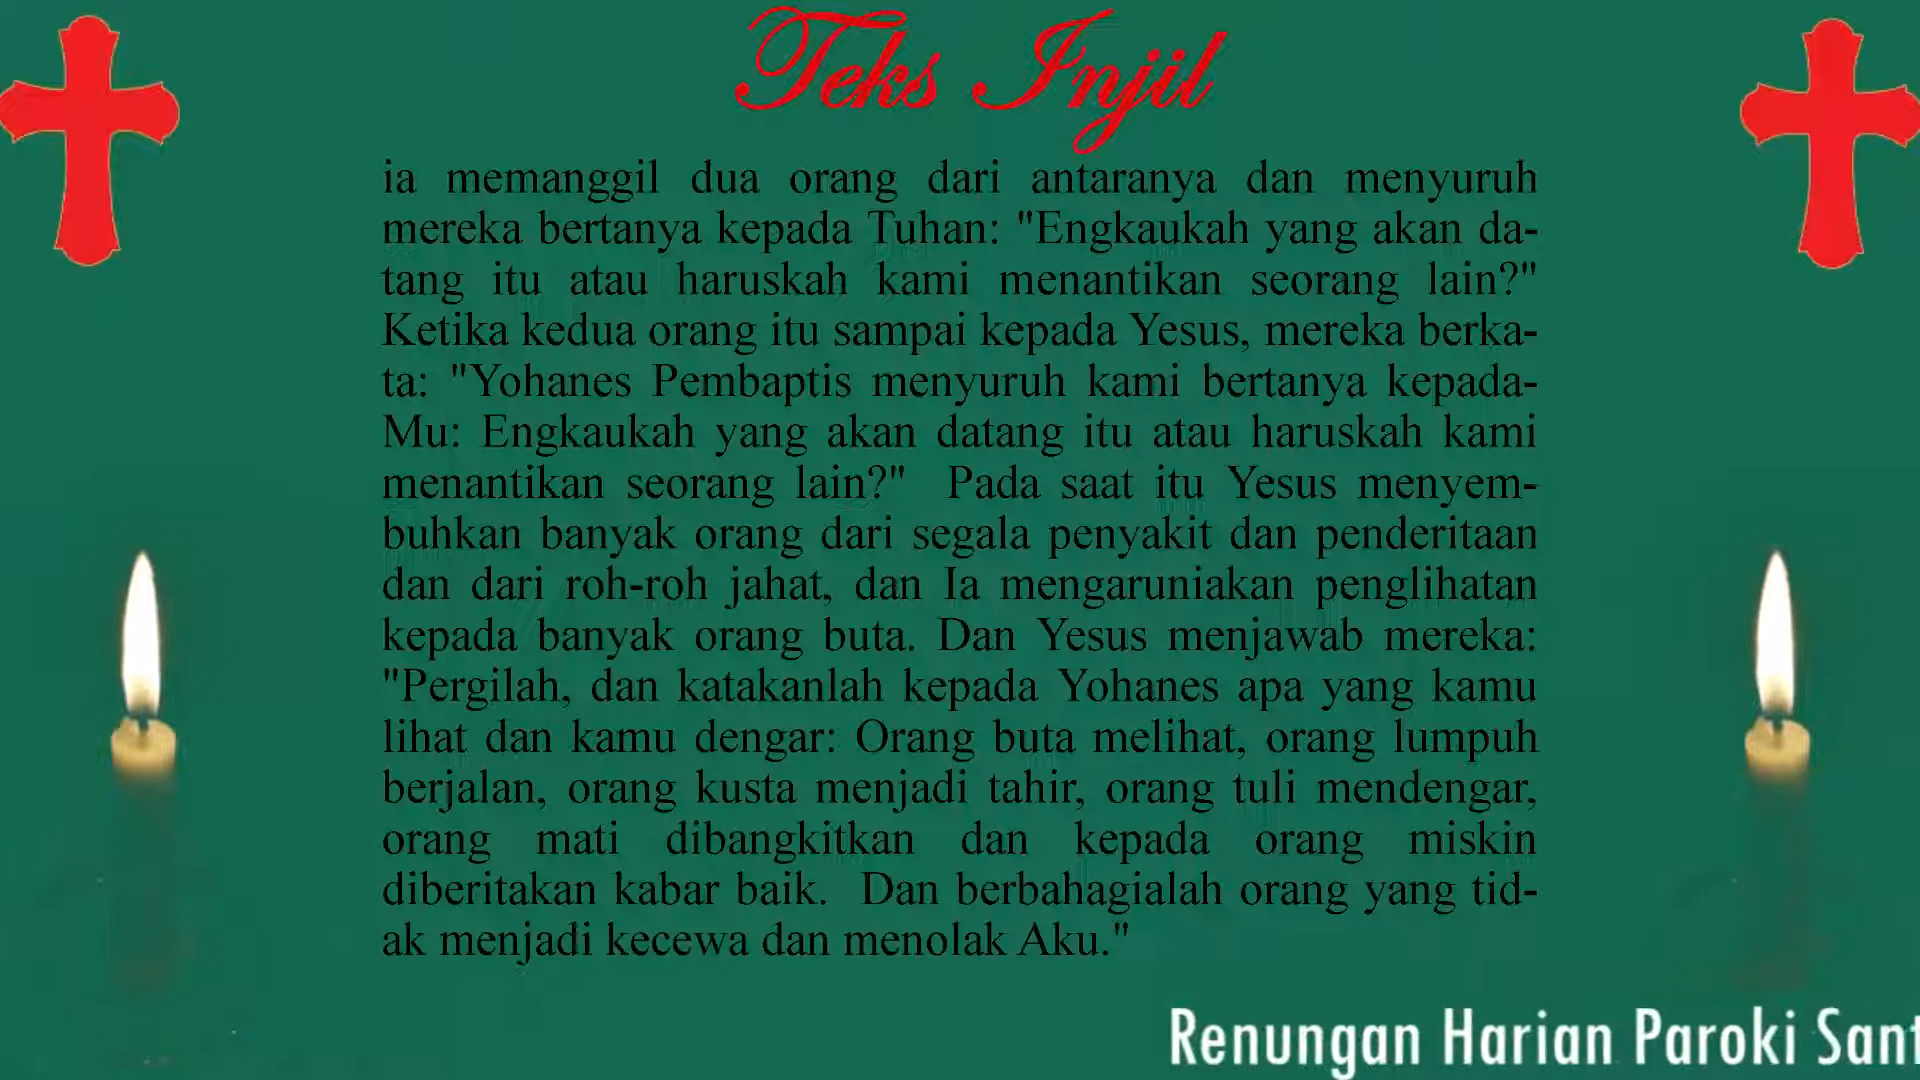 Teks Injil
ia memanggil dua orang dari antaranya dan menyuruh
mereka bertanya kepada Tuhan: "Engkaukah yang akan da-
tang itu atau haruskah kami menantikan seorang lain?"
Ketika kedua orang itu sampai kepada Yesus, mereka berka-
ta: "Yohanes Pembaptis menyuruh kami bertanya kepada-
Mu: Engkaukah yang akan datang itu atau haruskah kami
menantikan seorang lain?"  Pada saat itu Yesus menyem-
buhkan banyak orang dari segala penyakit dan penderitaan
dan dari roh-roh jahat, dan Ia mengaruniakan penglihatan
kepada banyak orang buta. Dan Yesus menjawab mereka:
"Pergilah, dan katakanlah kepada Yohanes apa yang kamu
lihat dan kamu dengar: Orang buta melihat, orang lumpuh
berjalan, orang kusta menjadi tahir, orang tuli mendengar,
orang mati dibangkitkan dan kepada orang miskin
diberitakan kabar baik.  Dan berbahagialah orang yang tid-
ak menjadi kecewa dan menolak Aku."
Renungan Harian Paroki Sant